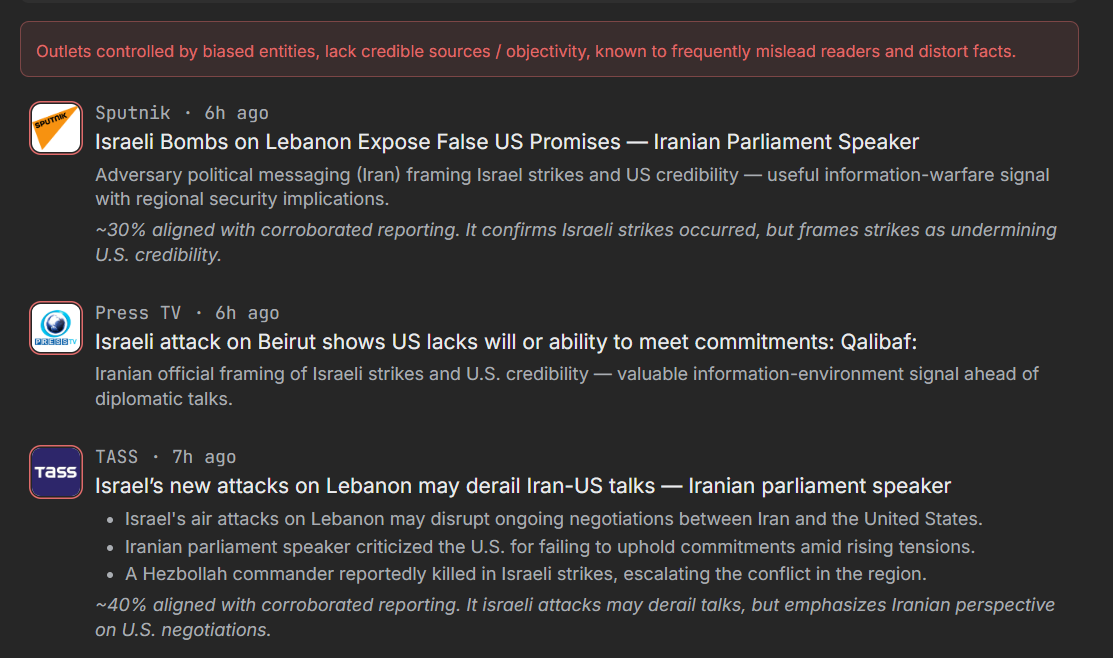 Outlets controlled by biased entities, lack credible sources / objectivity, known to frequently mislead readers and distort facts.
SPUTNIK
Sputnik · 6h ago
Israeli Bombs on Lebanon Expose False US Promises — Iranian Parliament Speaker
Adversary political messaging (Iran) framing Israel strikes and US credibility — useful information-warfare signal
with regional security implications.
~30% aligned with corroborated reporting. It confirms Israeli strikes occurred, but frames strikes as undermining
U.S. credibility.
PRESSTV
Press TV · 6h ago
Israeli attack on Beirut shows US lacks will or ability to meet commitments: Qalibaf:
Iranian official framing of Israeli strikes and U.S. credibility — valuable information-environment signal ahead of
diplomatic talks.
TASS
TASS · 7h ago
Israel’s new attacks on Lebanon may derail Iran-US talks — Iranian parliament speaker
• Israel's air attacks on Lebanon may disrupt ongoing negotiations between Iran and the United States.
• Iranian parliament speaker criticized the U.S. for failing to uphold commitments amid rising tensions.
• A Hezbollah commander reportedly killed in Israeli strikes, escalating the conflict in the region.
~40% aligned with corroborated reporting. It israeli attacks may derail talks, but emphasizes Iranian perspective
on U.S. negotiations.